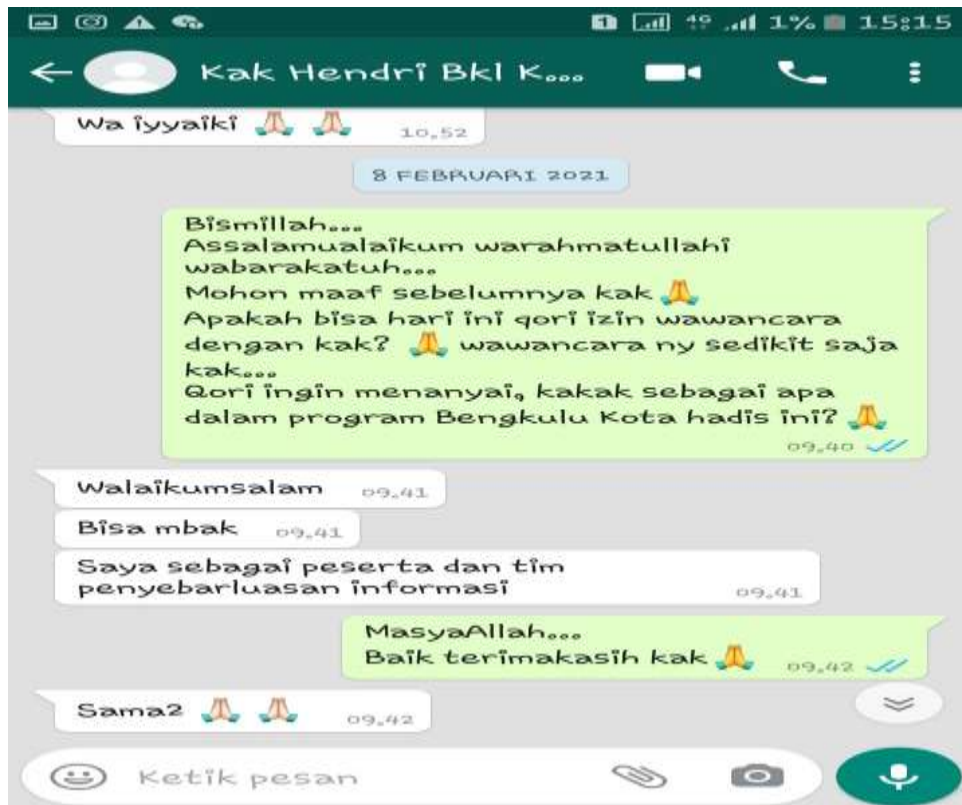 4G 1% 15:15
Kak Hendri Bkl K...
Wa iyyaiki 🙏🏻 🙏🏻 10.52
8 FEBRUARI 2021
Bismillah...
Assalamualaikum warahmatullahi
wabarakatuh...
Mohon maaf sebelumnya kak 🙏
Apakah bisa hari ini qori izin wawancara
dengan kak? 🙏 wawancara ny sedikit saja
kak...
Qori ingin menanyai, kakak sebagai apa
dalam program Bengkulu Kota hadis ini? 🙏
09.40
Walaikumsalam 09.41
Bisa mbak 09.41
Saya sebagai peserta dan tim
penyebarluasan informasi 09.41
MasyaAllah...
Baik terimakasih kak 🙏 09.42
Sama2 🙏🏻 🙏🏻 09.42
Ketik pesan